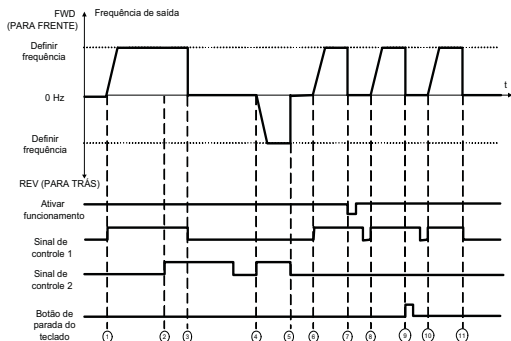 FWD
(PARA FRENTE)
Frequência de saída
Definir
frequência
0 Hz
t
Definir
frequência
REV (PARA TRÁS)
Ativar
funcionamento
Sinal de
controle 1
Sinal de
controle 2
Botão de
parada do
teclado
1 2 3 4 5 6 7 8 9 10 11